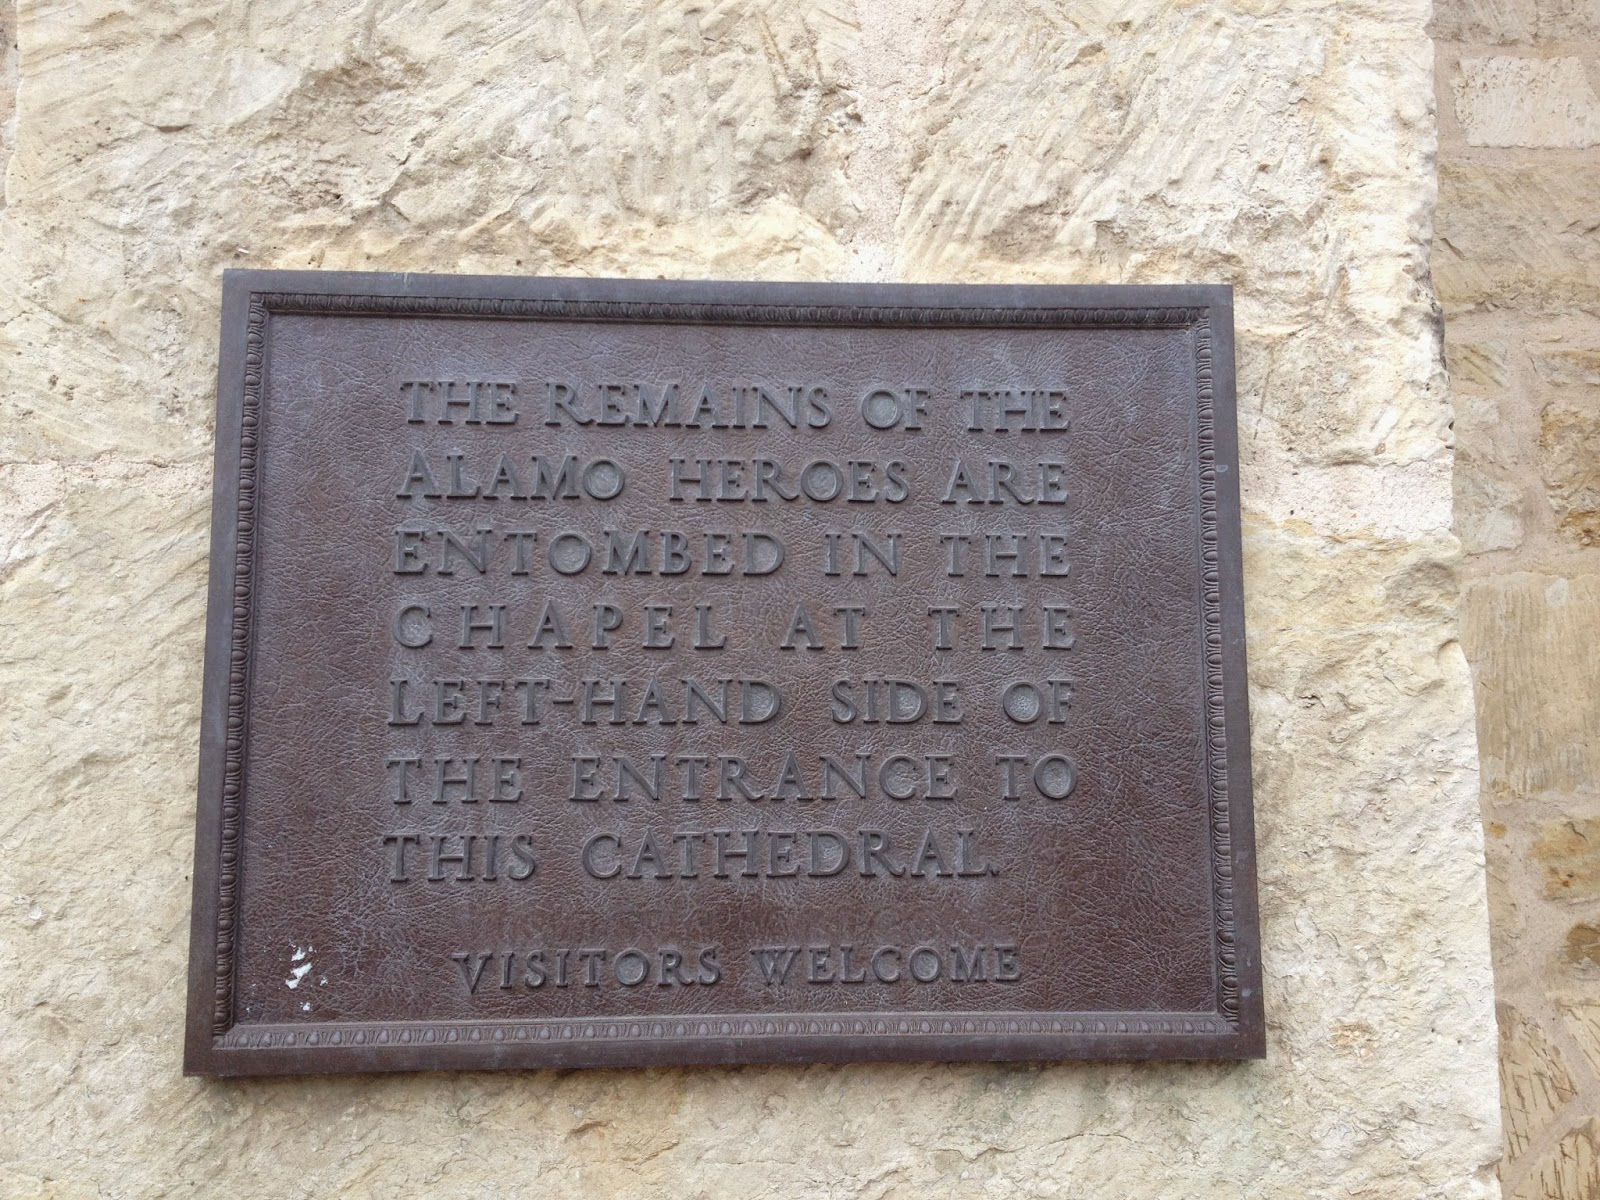 THE REMAINS OF THE
ALAMO HEROES ARE
ENTOMBED IN THE
CHAPEL AT THE
LEFT-HAND SIDE OF
THE ENTRANCE TO
THIS CATHEDRAL.
VISITORS WELCOME